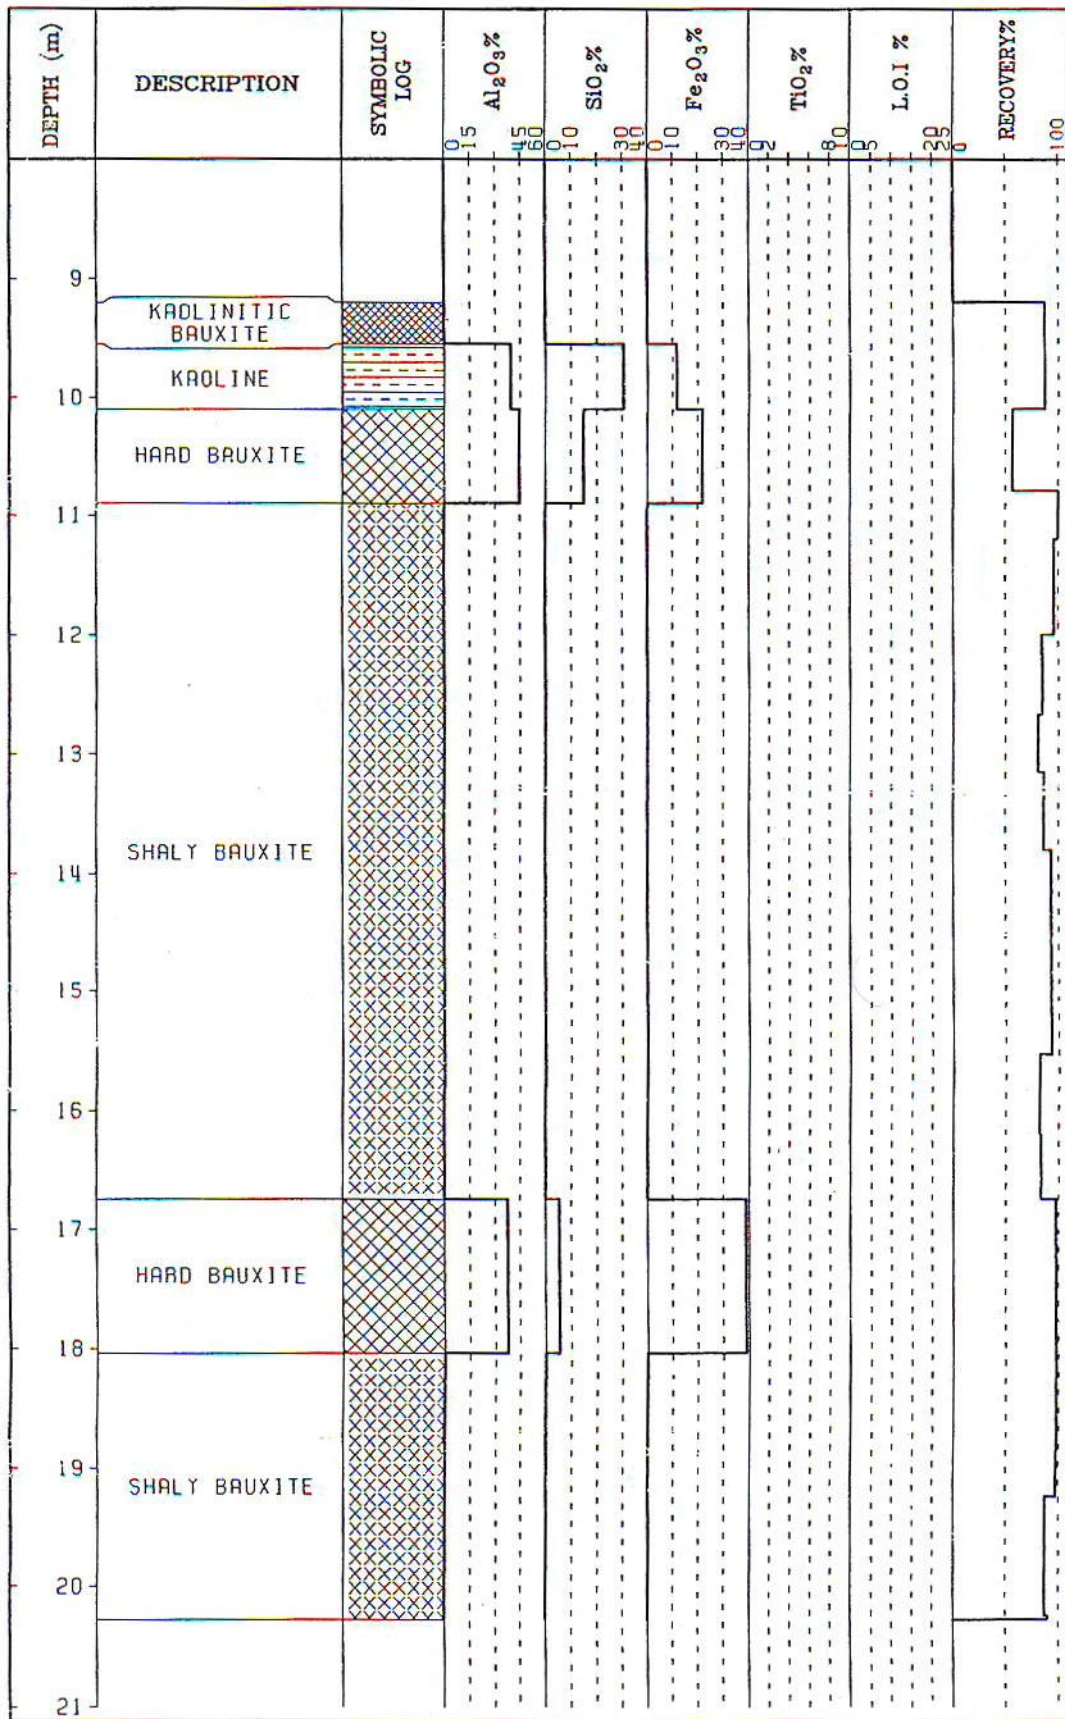 DEPTH (m)
DESCRIPTION
SYMBOLIC
LOG
Al₂O₃%
SiO₂%
Fe₂O₃%
TiO₂%
L.O.I %
RECOVERY%
0 15 45 60
0 10 30 40
0 10 30 40
0 2 8 10
0 5 20 25
0 100
9
KAOLINITIC
BAUXITE
KAOLINE
10
HARD BAUXITE
11
12
13
SHALY BAUXITE
14
15
16
17
HARD BAUXITE
18
19
SHALY BAUXITE
20
21